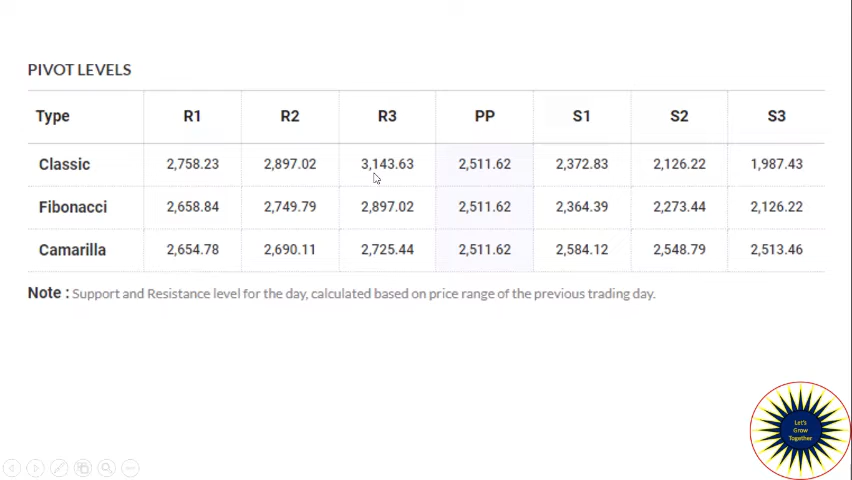 PIVOT LEVELS
Type R1 R2 R3 PP S1 S2 S3
Classic 2,758.23 2,897.02 3,143.63 2,511.62 2,372.83 2,126.22 1,987.43
Fibonacci 2,658.84 2,749.79 2,897.02 2,511.62 2,364.39 2,273.44 2,126.22
Camarilla 2,654.78 2,690.11 2,725.44 2,511.62 2,584.12 2,548.79 2,513.46
Note : Support and Resistance level for the day, calculated based on price range of the previous trading day.
Let's
Grow
Together